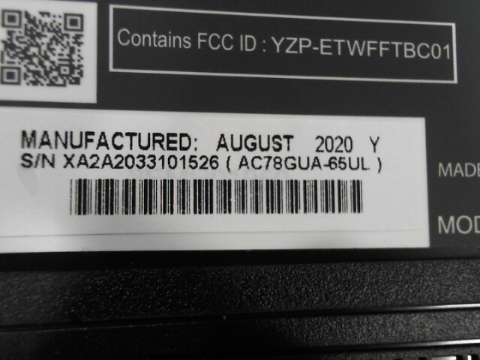 Contains FCC ID : YZP-ETWFFTBC01
MANUFACTURED: AUGUST 2020 Y
S/N XA2A2033101526 ( AC78GUA-65UL )
MADE
MOD